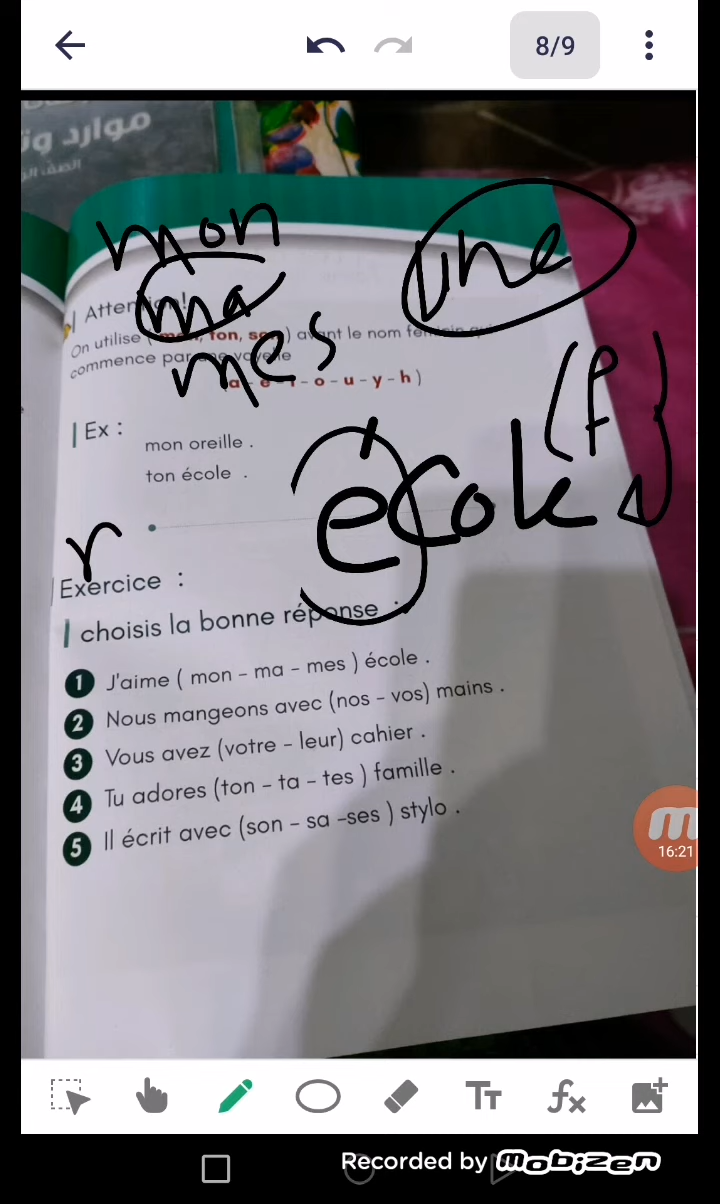 8/9
موارد
mon
une
ma
mes
| Attention!
On utilise ( mon, ton, son ) avant le nom féminin qui
commence par une voyelle
(a - e - i - o - u - y - h )
| Ex :
mon oreille .
ton école .
école (f)
r
| Exercice :
| choisis la bonne réponse :
1 J'aime ( mon - ma - mes ) école .
2 Nous mangeons avec (nos - vos) mains .
3 Vous avez (votre - leur) cahier .
4 Tu adores (ton - ta - tes ) famille .
5 Il écrit avec (son - sa -ses ) stylo .
16:21
TT
fx
Recorded by mobizen